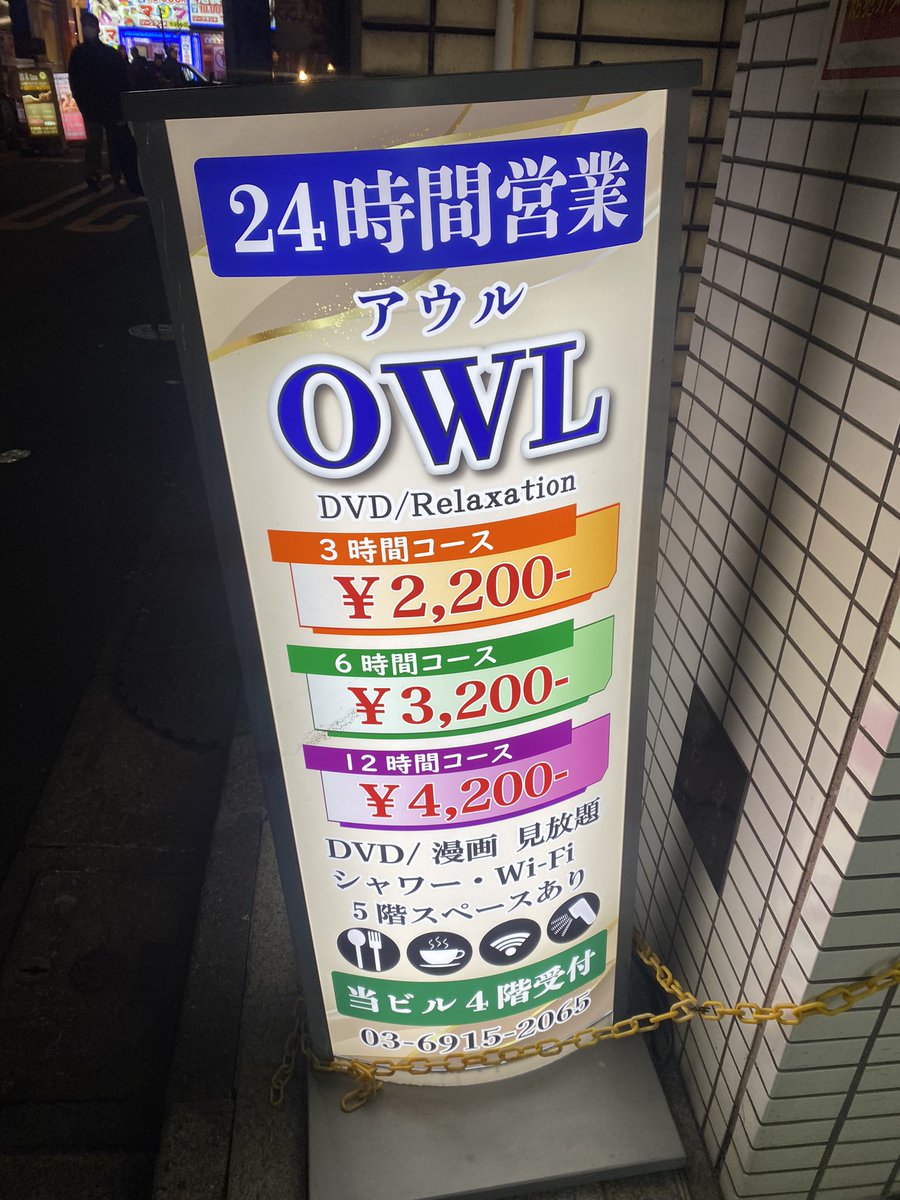 24時間営業
アウル
OWL
DVD/Relaxation
3時間コース
¥2,200-
6時間コース
¥3,200-
12時間コース
¥4,200-
DVD/ 漫画 見放題
シャワー・Wi-Fi
5階スペースあり
当ビル4階受付
03-6915-2065